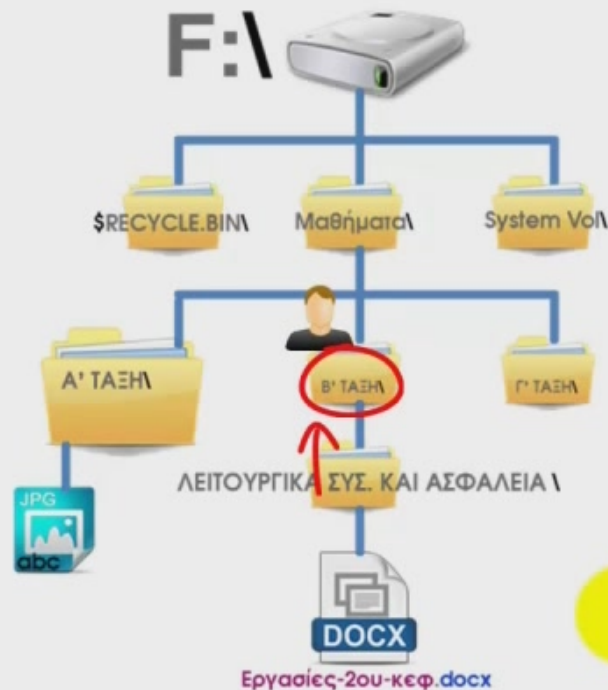 F:\
$RECYCLE.BIN\ Μαθήματα\ System Vol\
Α' ΤΑΞΗ\ Β' ΤΑΞΗ\ Γ' ΤΑΞΗ\
ΛΕΙΤΟΥΡΓΙΚΑ ΣΥΣ. ΚΑΙ ΑΣΦΑΛΕΙΑ \
JPG
abc
DOCX
Εργασίες-2ου-κεφ.docx